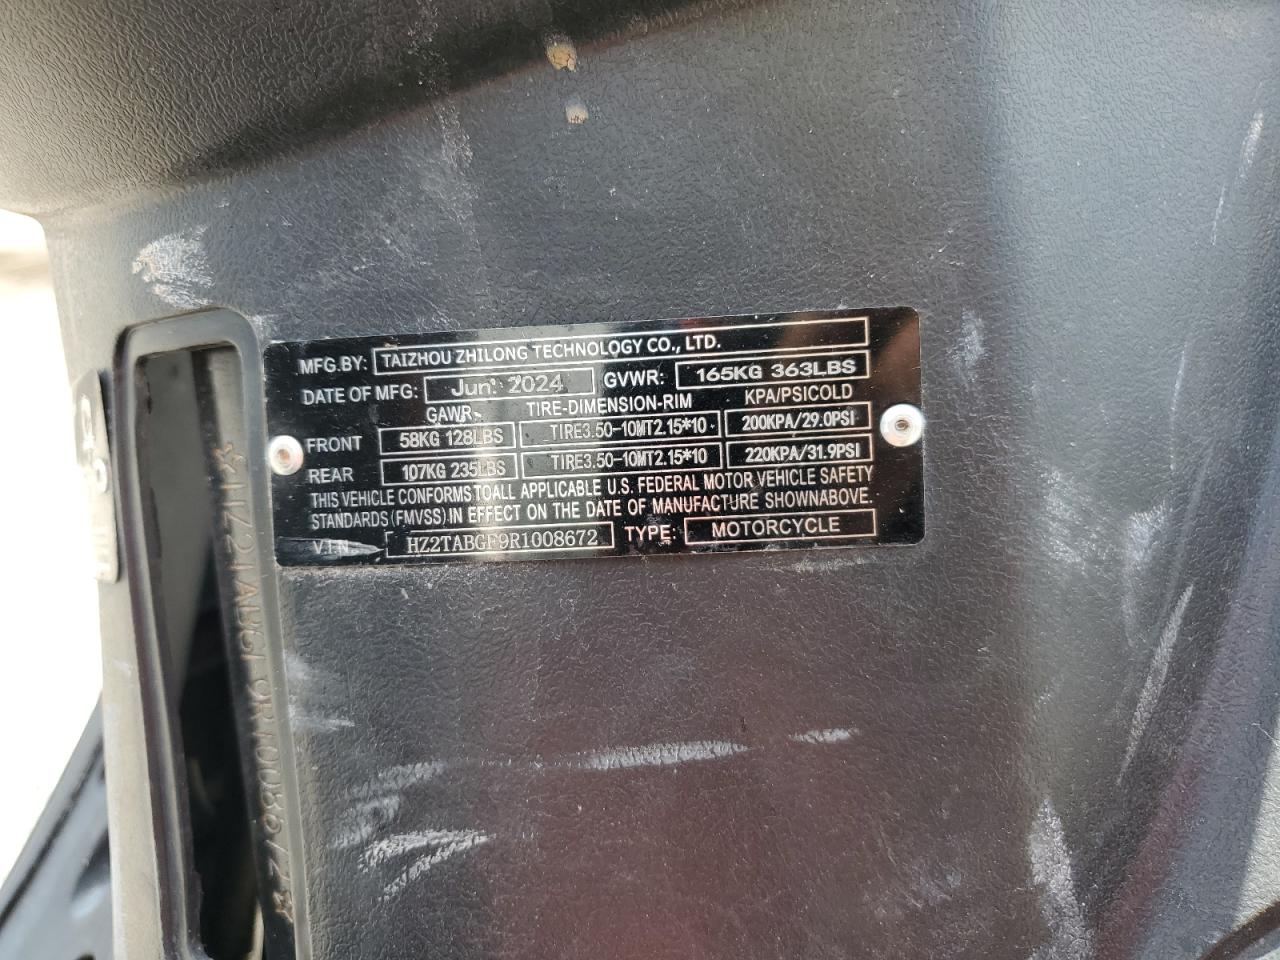 MFG.BY: TAIZHOU ZHILONG TECHNOLOGY CO., LTD.
DATE OF MFG: Jun. 2024 GVWR: 165KG 363LBS
GAWR TIRE-DIMENSION-RIM KPA/PSICOLD
FRONT 58KG 128LBS TIRE3.50-10MT2.15*10 200KPA/29.0PSI
REAR 107KG 235LBS TIRE3.50-10MT2.15*10 220KPA/31.9PSI
THIS VEHICLE CONFORMSTOALL APPLICABLE U.S. FEDERAL MOTOR VEHICLE SAFETY
STANDARDS (FMVSS) IN EFFECT ON THE DATE OF MANUFACTURE SHOWNABOVE.
V.I.N. HZ2TABGF9R1008672 TYPE: MOTORCYCLE